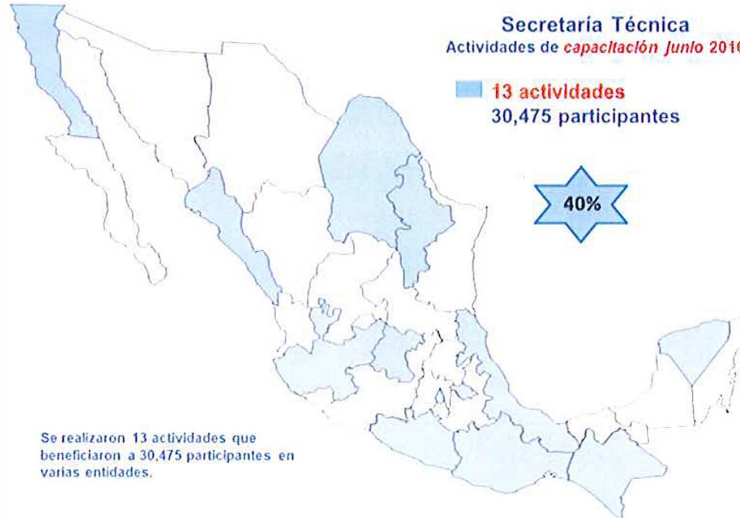 Secretaría Técnica
Actividades de capacitación junio 2016
13 actividades
30,475 participantes
40%
Se realizaron 13 actividades que
beneficiaron a 30,475 participantes en
varias entidades.